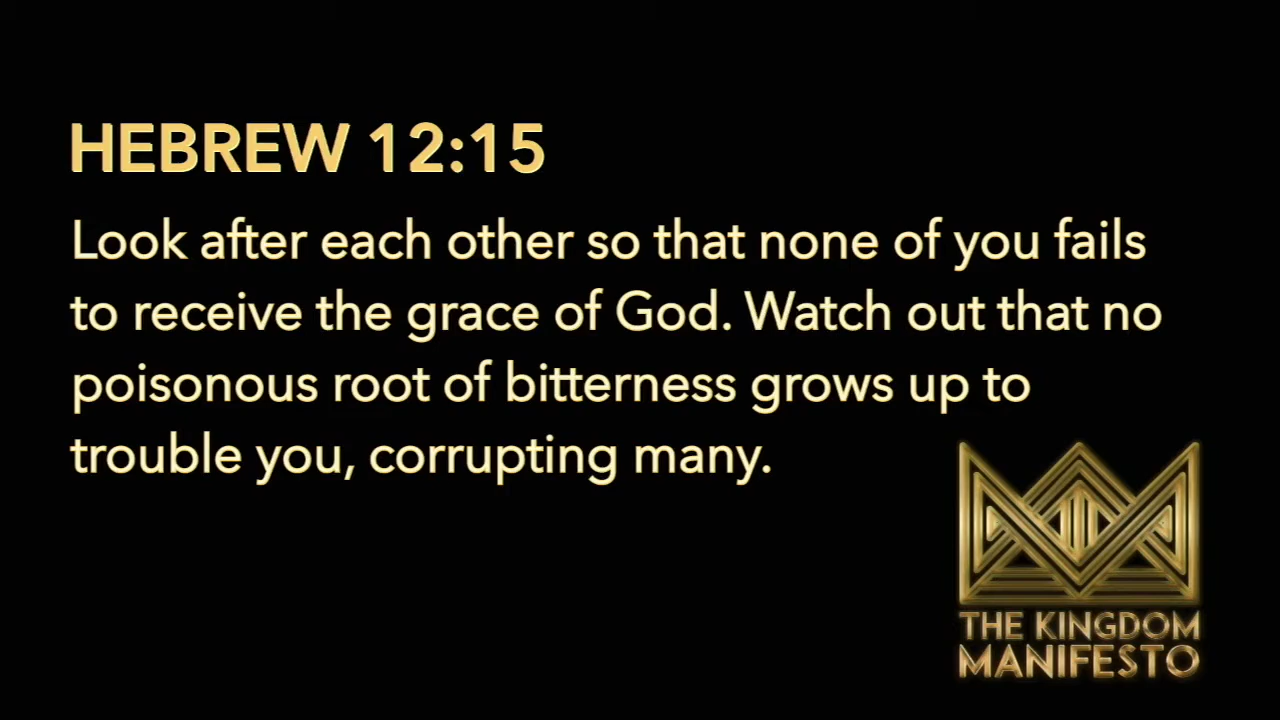 HEBREW 12:15
Look after each other so that none of you fails
to receive the grace of God. Watch out that no
poisonous root of bitterness grows up to
trouble you, corrupting many.
THE KINGDOM
MANIFESTO